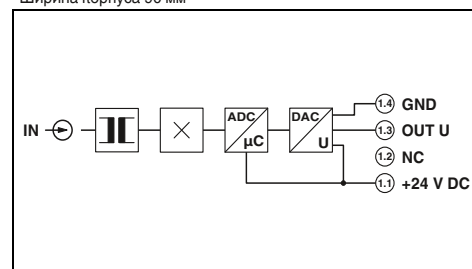 Ширина корпуса 90 мм
IN
ADC
µC
DAC
U
1.4 GND
1.3 OUT U
1.2 NC
1.1 +24 V DC